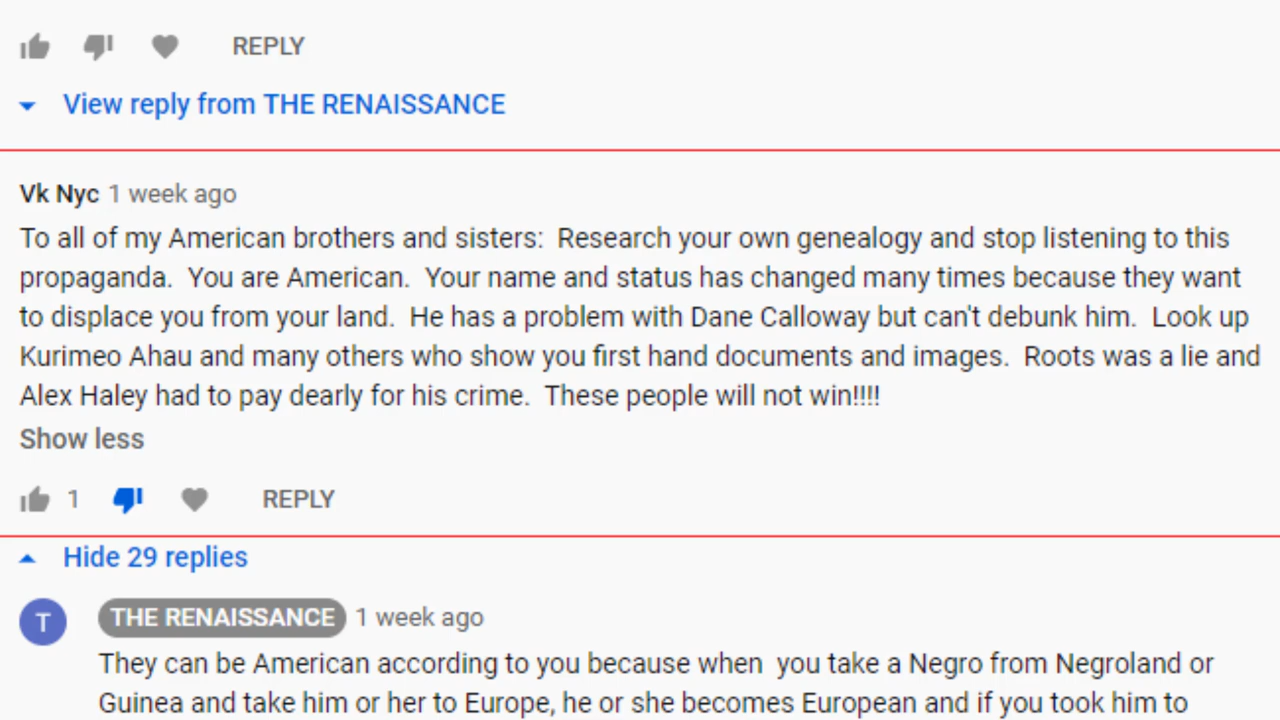 REPLY
View reply from THE RENAISSANCE
Vk Nyc 1 week ago
To all of my American brothers and sisters:  Research your own genealogy and stop listening to this
propaganda.  You are American.  Your name and status has changed many times because they want
to displace you from your land.  He has a problem with Dane Calloway but can't debunk him.  Look up
Kurimeo Ahau and many others who show you first hand documents and images.  Roots was a lie and
Alex Haley had to pay dearly for his crime.  These people will not win!!!!
Show less
1 REPLY
Hide 29 replies
T THE RENAISSANCE 1 week ago
They can be American according to you because when  you take a Negro from Negroland or
Guinea and take him or her to Europe, he or she becomes European and if you took him to